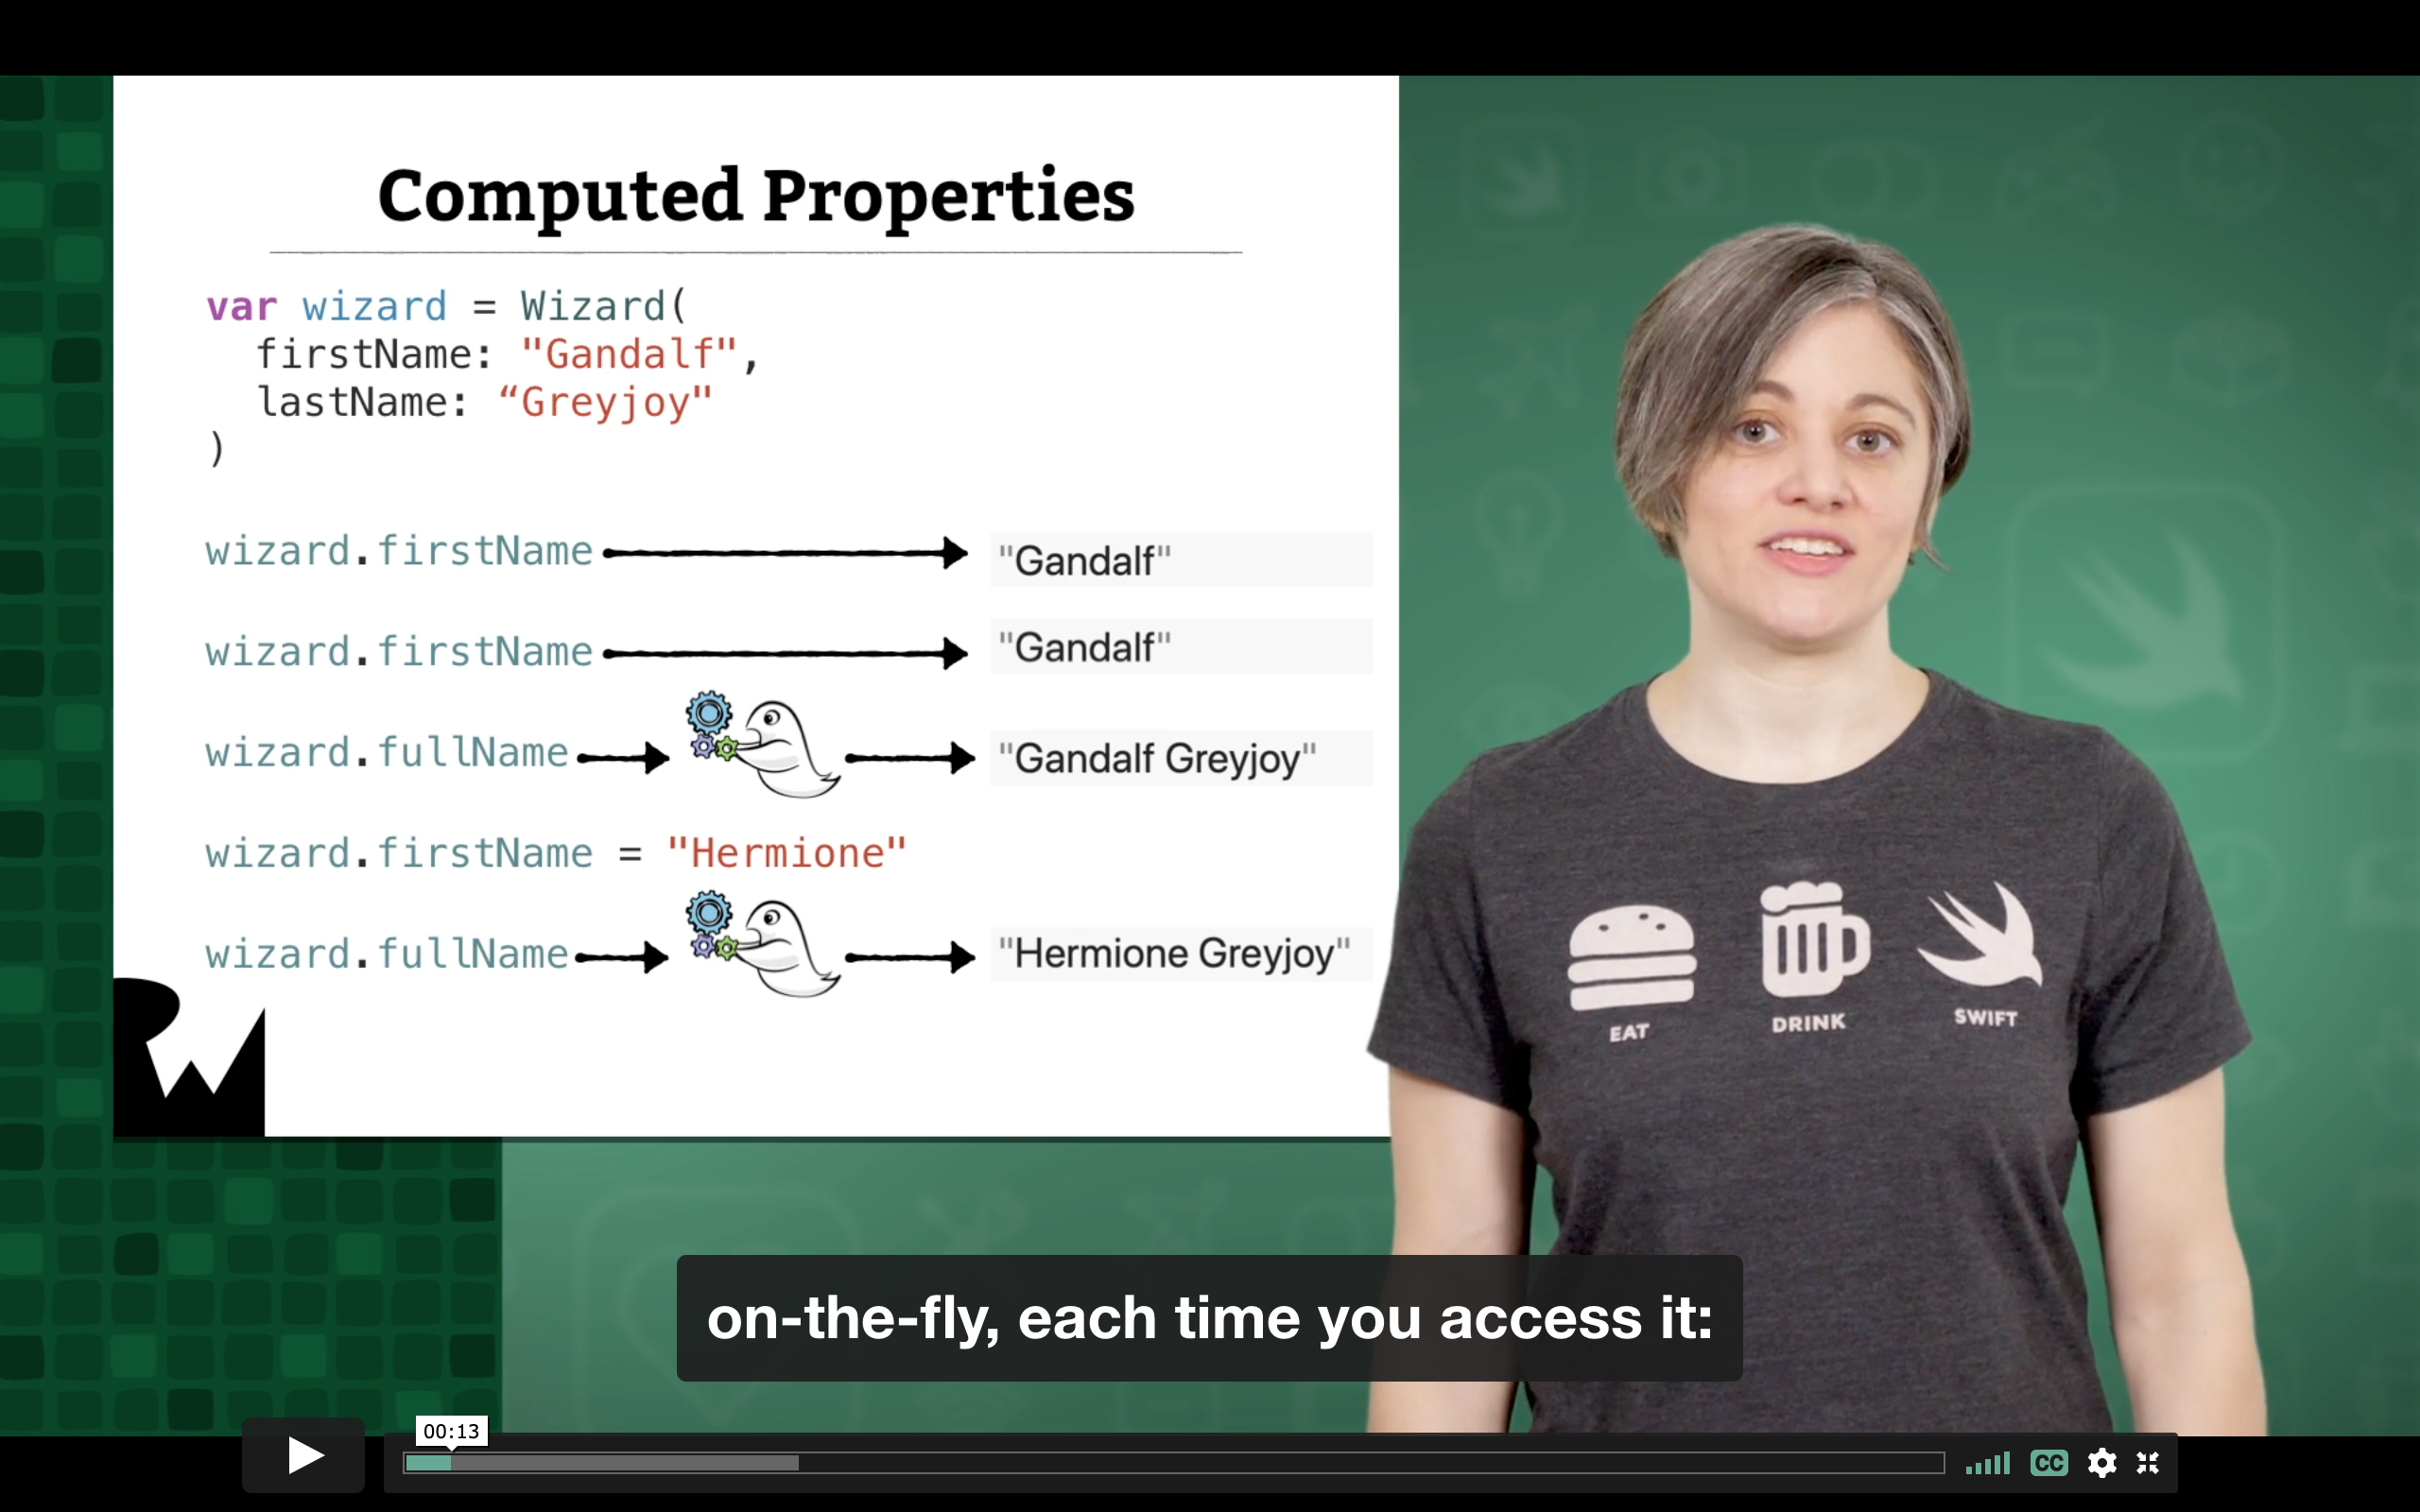 Computed Properties
var wizard = Wizard(
firstName: "Gandalf",
lastName: “Greyjoy"
)
wizard.firstName "Gandalf"
wizard.firstName "Gandalf"
wizard.fullName "Gandalf Greyjoy"
wizard.firstName = "Hermione"
wizard.fullName "Hermione Greyjoy"
EAT DRINK SWIFT
on-the-fly, each time you access it:
00:13
CC